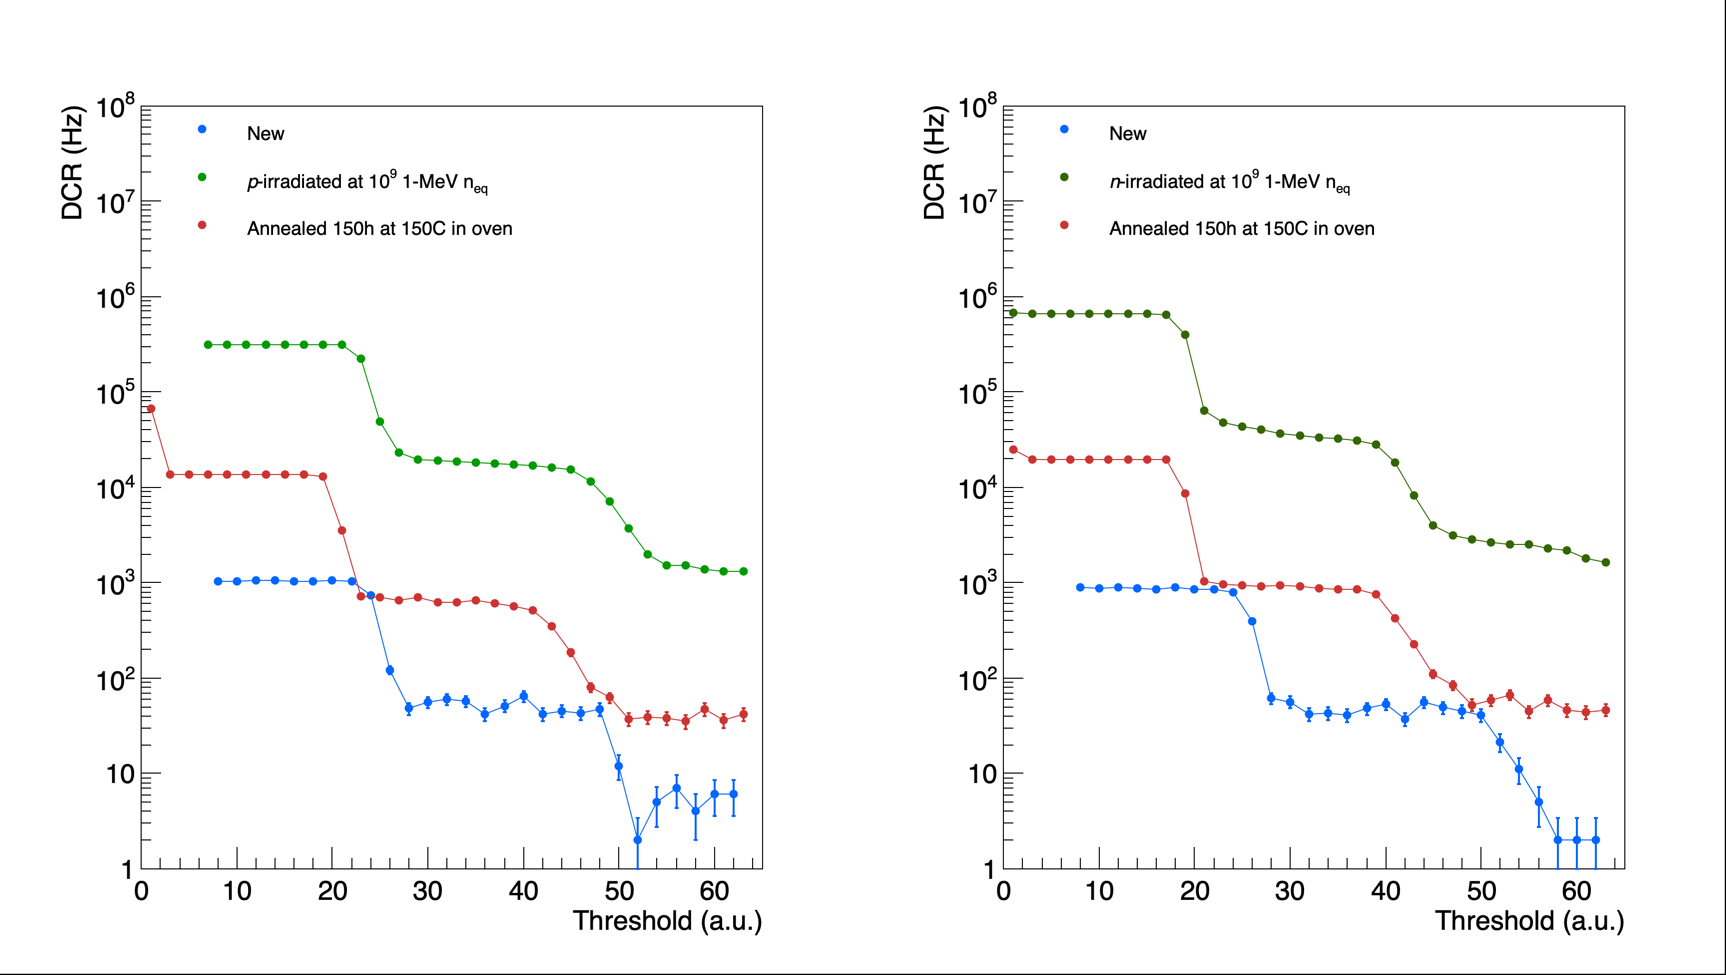 DCR (Hz)
10^8
10^7
10^6
10^5
10^4
10^3
10^2
10
1
New
p-irradiated at 10^9 1-MeV n_eq
Annealed 150h at 150C in oven
0 10 20 30 40 50 60
Threshold (a.u.)
DCR (Hz)
10^8
10^7
10^6
10^5
10^4
10^3
10^2
10
1
New
n-irradiated at 10^9 1-MeV n_eq
Annealed 150h at 150C in oven
0 10 20 30 40 50 60
Threshold (a.u.)